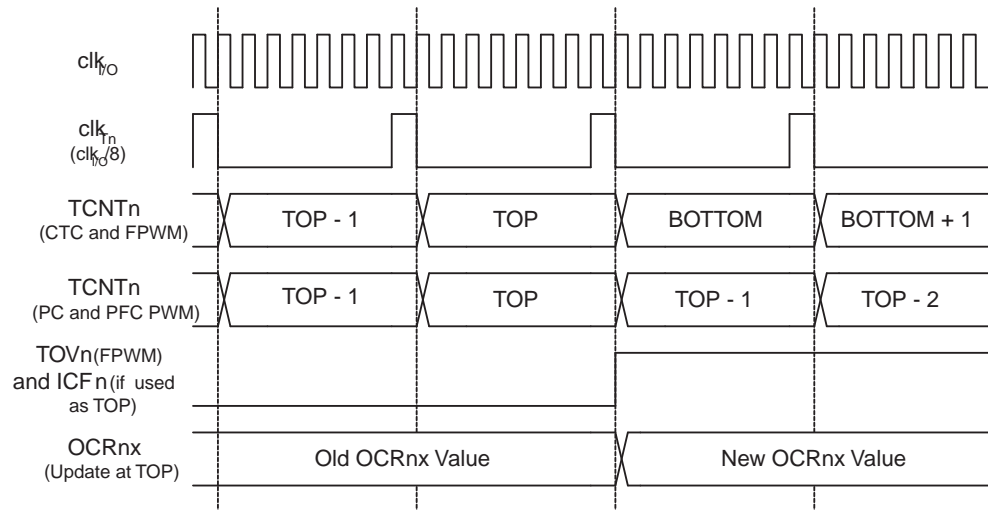 clkI/O
clkTn
(clkI/O/8)
TCNTn
(CTC and FPWM)
TOP - 1
TOP
BOTTOM
BOTTOM + 1
TCNTn
(PC and PFC PWM)
TOP - 1
TOP
TOP - 1
TOP - 2
TOVn(FPWM)
and ICFn(if used
as TOP)
OCRnx
(Update at TOP)
Old OCRnx Value
New OCRnx Value